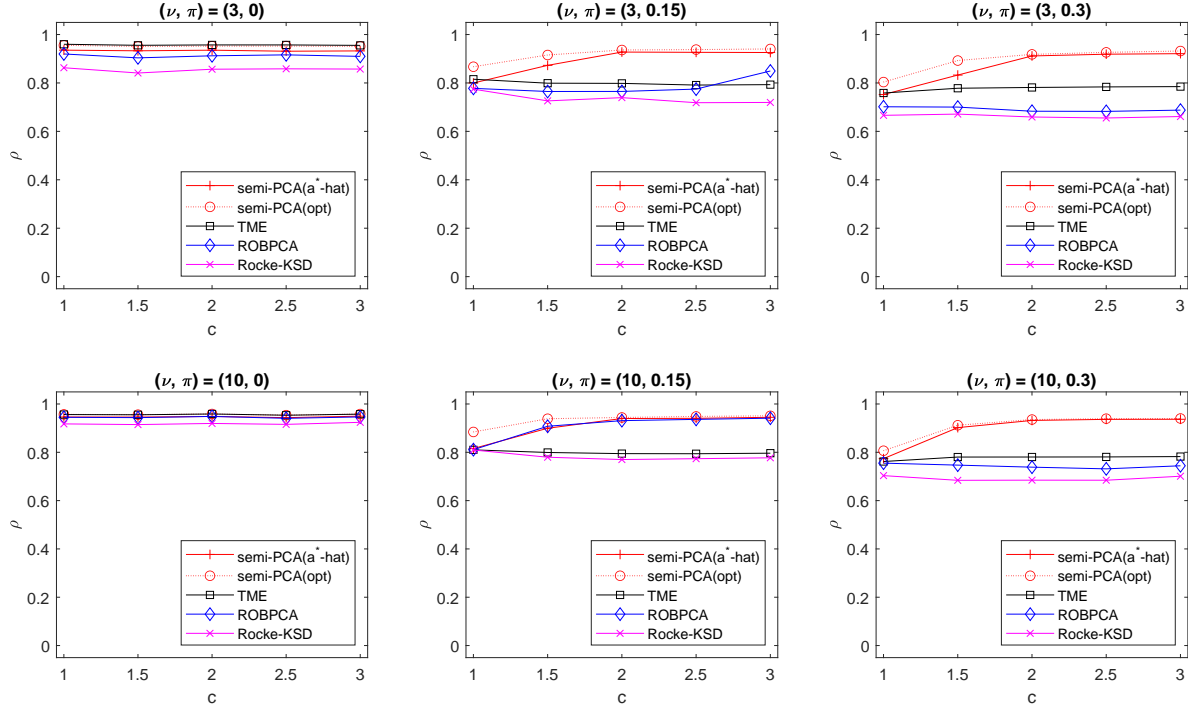 (ν, π) = (3, 0)
ρ
1
0.8
0.6
0.4
0.2
0
semi-PCA(a*-hat)
semi-PCA(opt)
TME
ROBPCA
Rocke-KSD
1 1.5 2 2.5 3
c
(ν, π) = (3, 0.15)
ρ
1
0.8
0.6
0.4
0.2
0
semi-PCA(a*-hat)
semi-PCA(opt)
TME
ROBPCA
Rocke-KSD
1 1.5 2 2.5 3
c
(ν, π) = (3, 0.3)
ρ
1
0.8
0.6
0.4
0.2
0
semi-PCA(a*-hat)
semi-PCA(opt)
TME
ROBPCA
Rocke-KSD
1 1.5 2 2.5 3
c
(ν, π) = (10, 0)
ρ
1
0.8
0.6
0.4
0.2
0
semi-PCA(a*-hat)
semi-PCA(opt)
TME
ROBPCA
Rocke-KSD
1 1.5 2 2.5 3
c
(ν, π) = (10, 0.15)
ρ
1
0.8
0.6
0.4
0.2
0
semi-PCA(a*-hat)
semi-PCA(opt)
TME
ROBPCA
Rocke-KSD
1 1.5 2 2.5 3
c
(ν, π) = (10, 0.3)
ρ
1
0.8
0.6
0.4
0.2
0
semi-PCA(a*-hat)
semi-PCA(opt)
TME
ROBPCA
Rocke-KSD
1 1.5 2 2.5 3
c